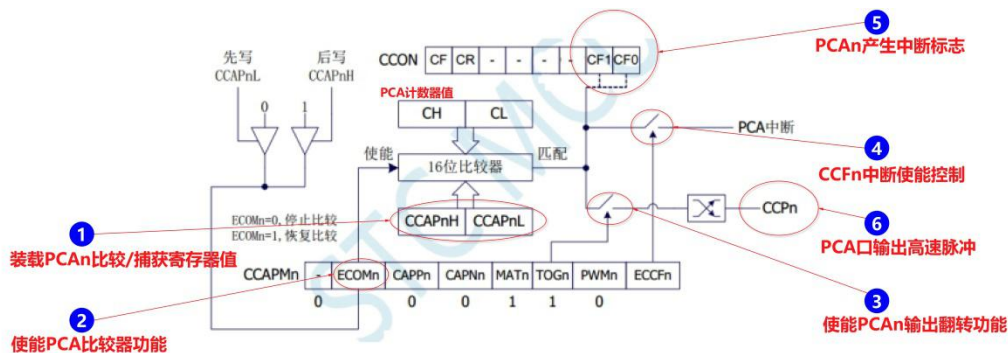 5
PCAn产生中断标志
先写
CCAPnL
后写
CCAPnH
CCON CF CR - - - - CF1 CF0
PCA计数器值
CH CL
0 1
PCA中断
使能
16位比较器
匹配
4
CCFn中断使能控制
ECOMn=0,停止比较
ECOMn=1,恢复比较
CCAPnH CCAPnL
CCPn
1
装载PCAn比较/捕获寄存器值
6
PCA口输出高速脉冲
CCAPMn - ECOMn CAPPn CAPNn MATn TOGn PWMn ECCFn
0 0 0 1 1 0
2
使能PCA比较器功能
3
使能PCAn输出翻转功能
STCMCU